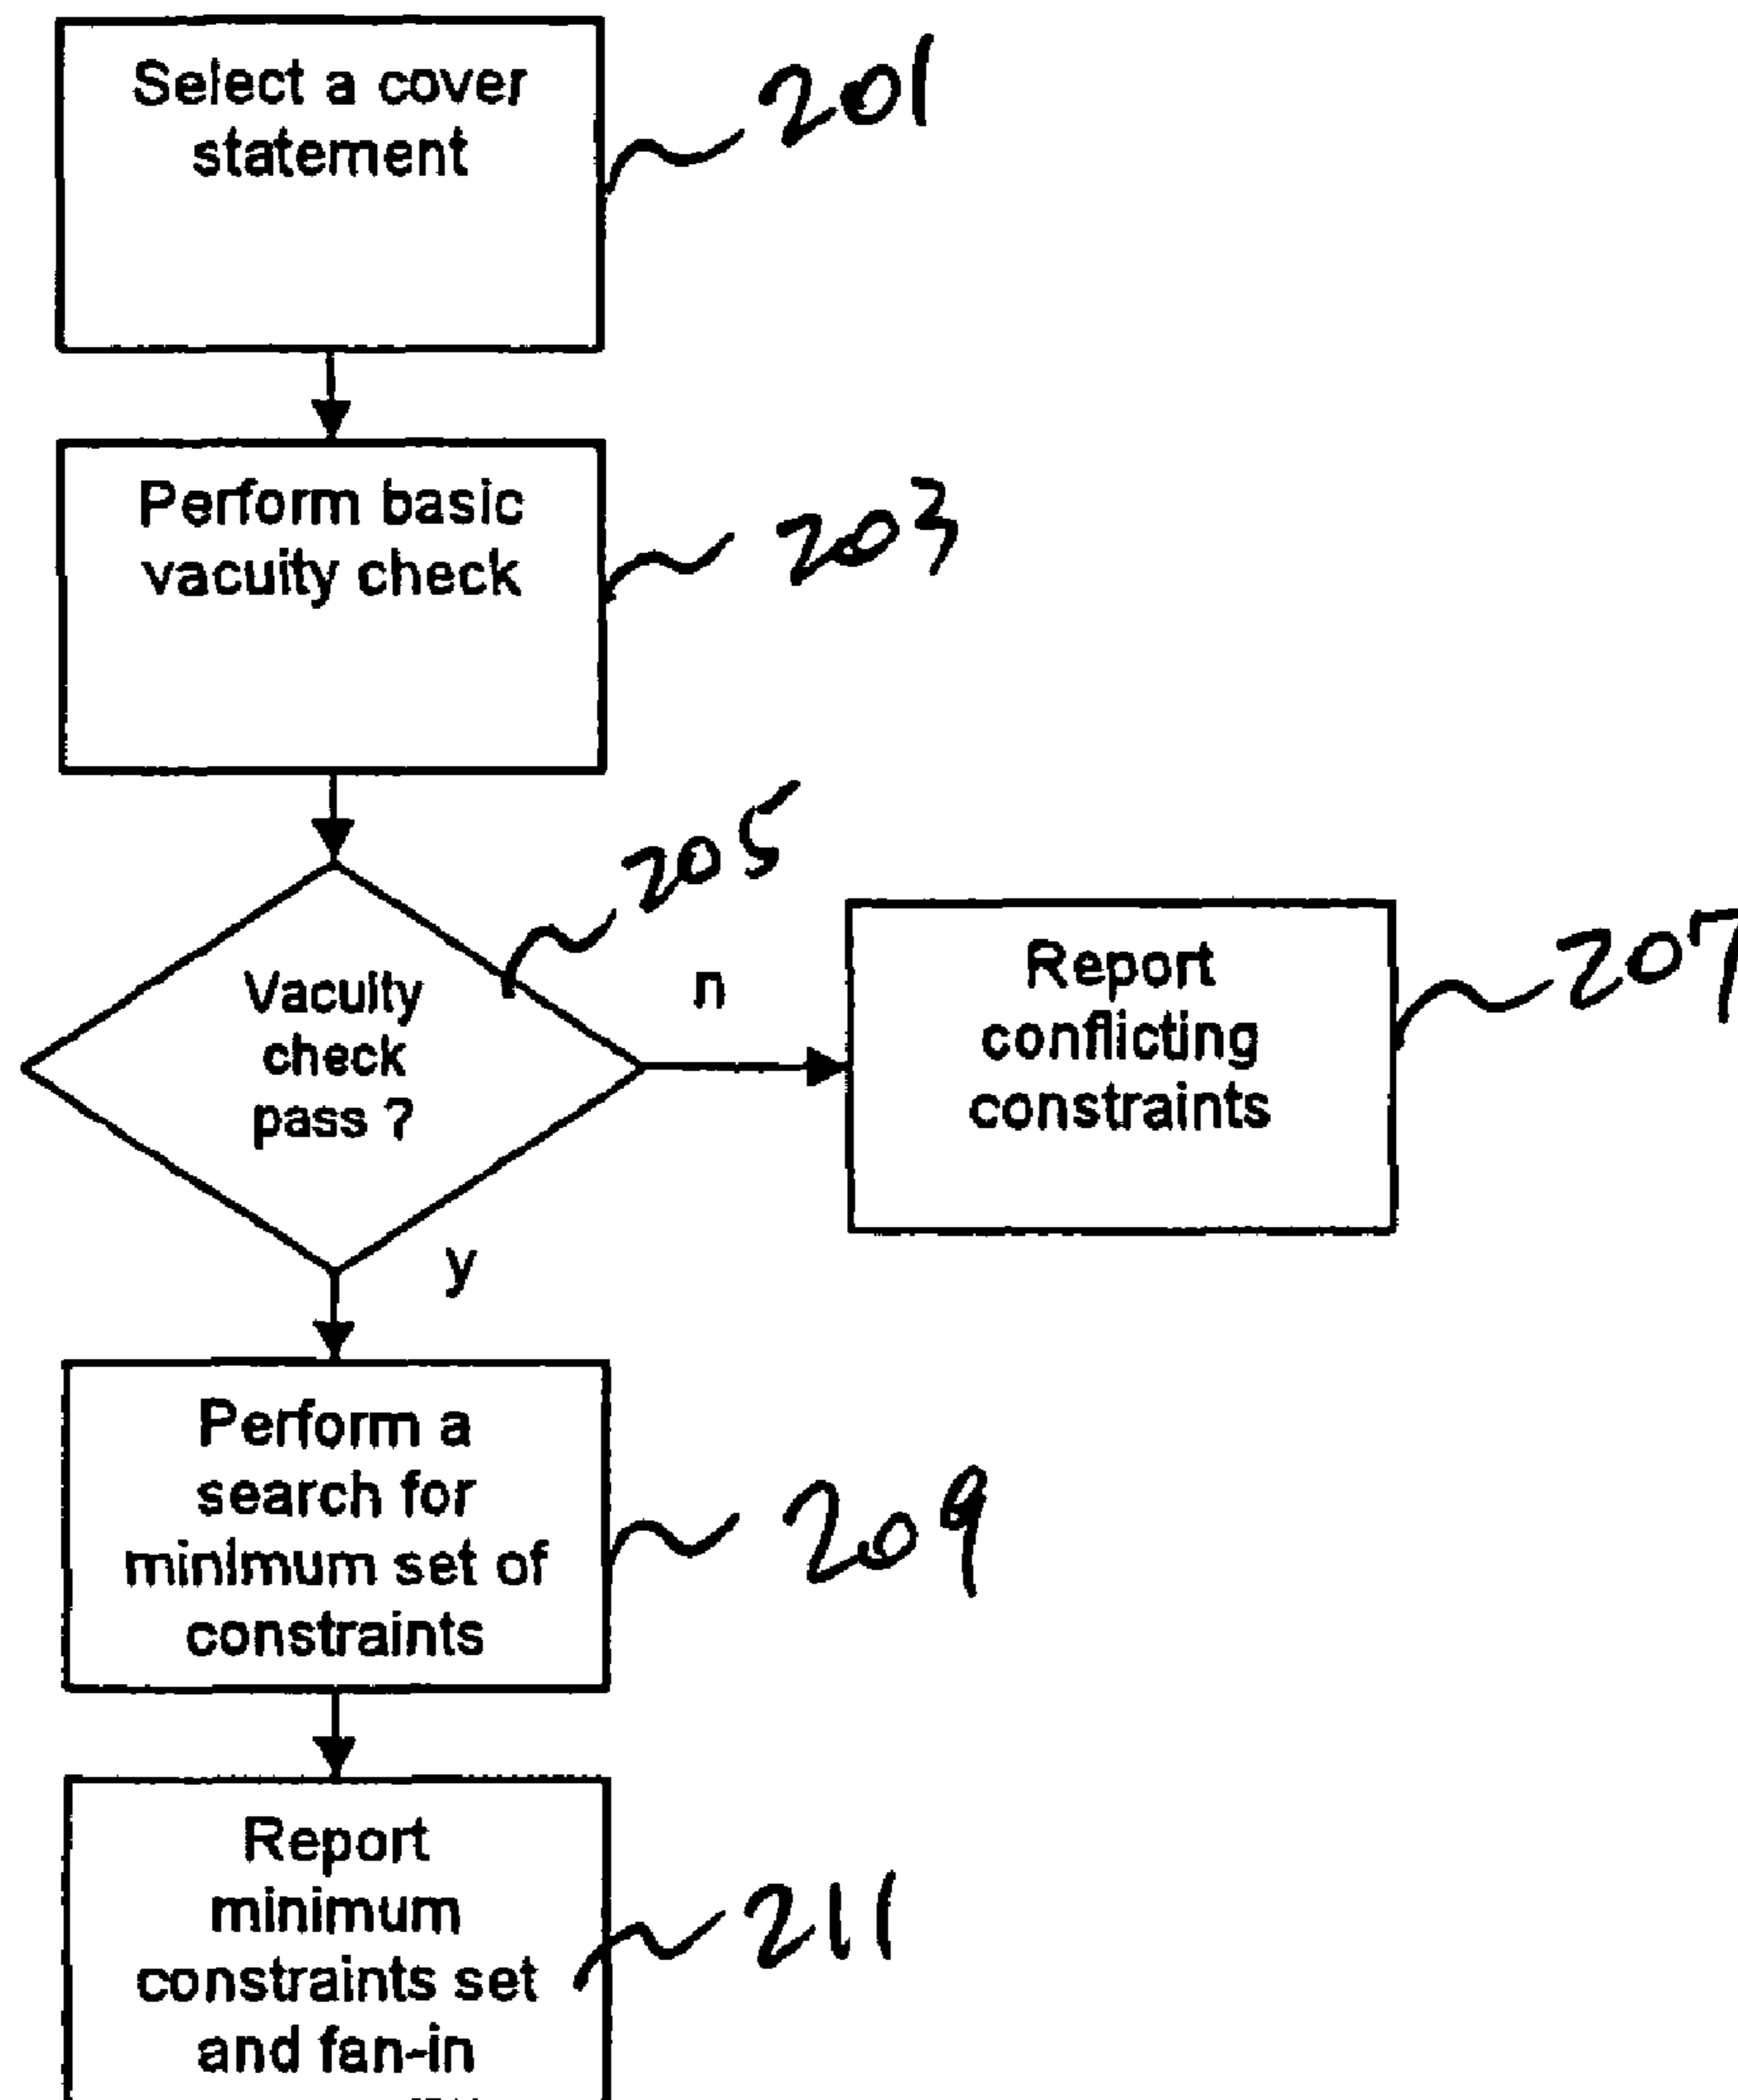 Select a cover
statement
201
Perform basic
vacuity check
203
205
Vacuity
check
pass ?
n
Report
conflicting
constraints
207
y
Perform a
search for
minimum set of
constraints
209
Report
minimum
constraints set
and fan-in
211